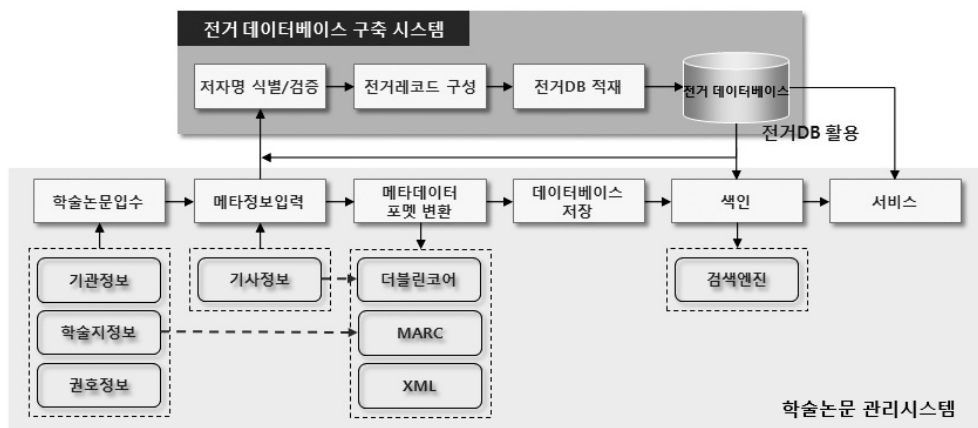 전거 데이터베이스 구축 시스템
저자명 식별/검증
전거레코드 구성
전거DB 적재
전거 데이터베이스
전거DB 활용
학술논문입수
메타정보입력
메타데이터
포멧 변환
데이터베이스
저장
색인
서비스
기관정보
기사정보
더블린코어
검색엔진
학술지정보
MARC
권호정보
XML
학술논문 관리시스템